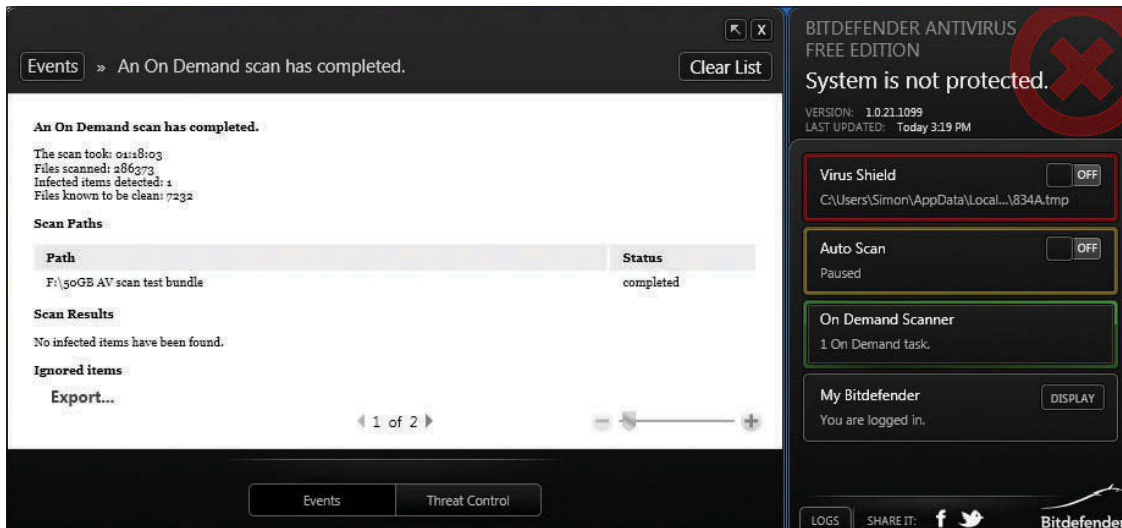 X
Events » An On Demand scan has completed.
Clear List
An On Demand scan has completed.
The scan took: 01:18:03
Files scanned: 286373
Infected items detected: 1
Files known to be clean: 7232
Scan Paths
Path Status
F:\50GB AV scan test bundle completed
Scan Results
No infected items have been found.
Ignored items
Export...
1 of 2
Events Threat Control
BITDEFENDER ANTIVIRUS
FREE EDITION
System is not protected.
VERSION: 1.0.21.1099
LAST UPDATED: Today 3:19 PM
Virus Shield OFF
C:\Users\Simon\AppData\Local...\834A.tmp
Auto Scan OFF
Paused
On Demand Scanner
1 On Demand task.
My Bitdefender DISPLAY
You are logged in.
LOGS SHARE IT: f Bitdefender